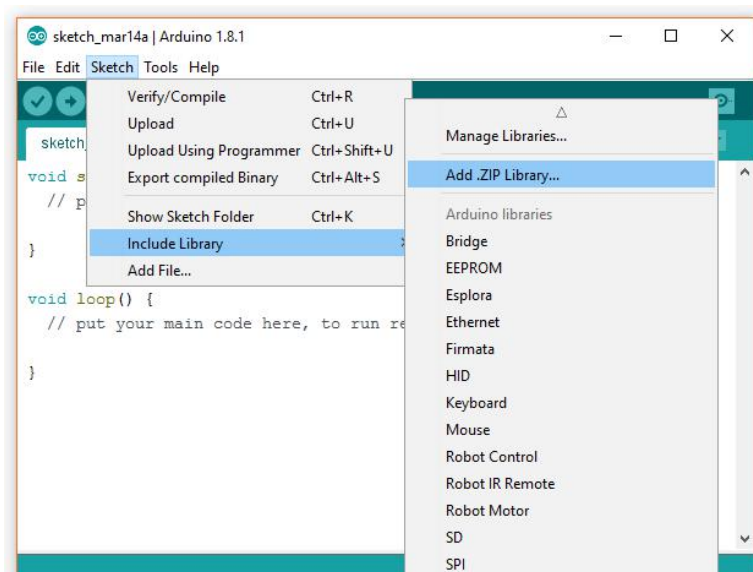 sketch_mar14a | Arduino 1.8.1
File Edit Sketch Tools Help
Verify/Compile Ctrl+R
Upload Ctrl+U
Upload Using Programmer Ctrl+Shift+U
Export compiled Binary Ctrl+Alt+S
Show Sketch Folder Ctrl+K
Include Library
Add File...
Manage Libraries...
Add .ZIP Library...
Arduino libraries
Bridge
EEPROM
Esplora
Ethernet
Firmata
HID
Keyboard
Mouse
Robot Control
Robot IR Remote
Robot Motor
SD
SPI
sketch_
void s
// p
}
void loop() {
// put your main code here, to run re
}